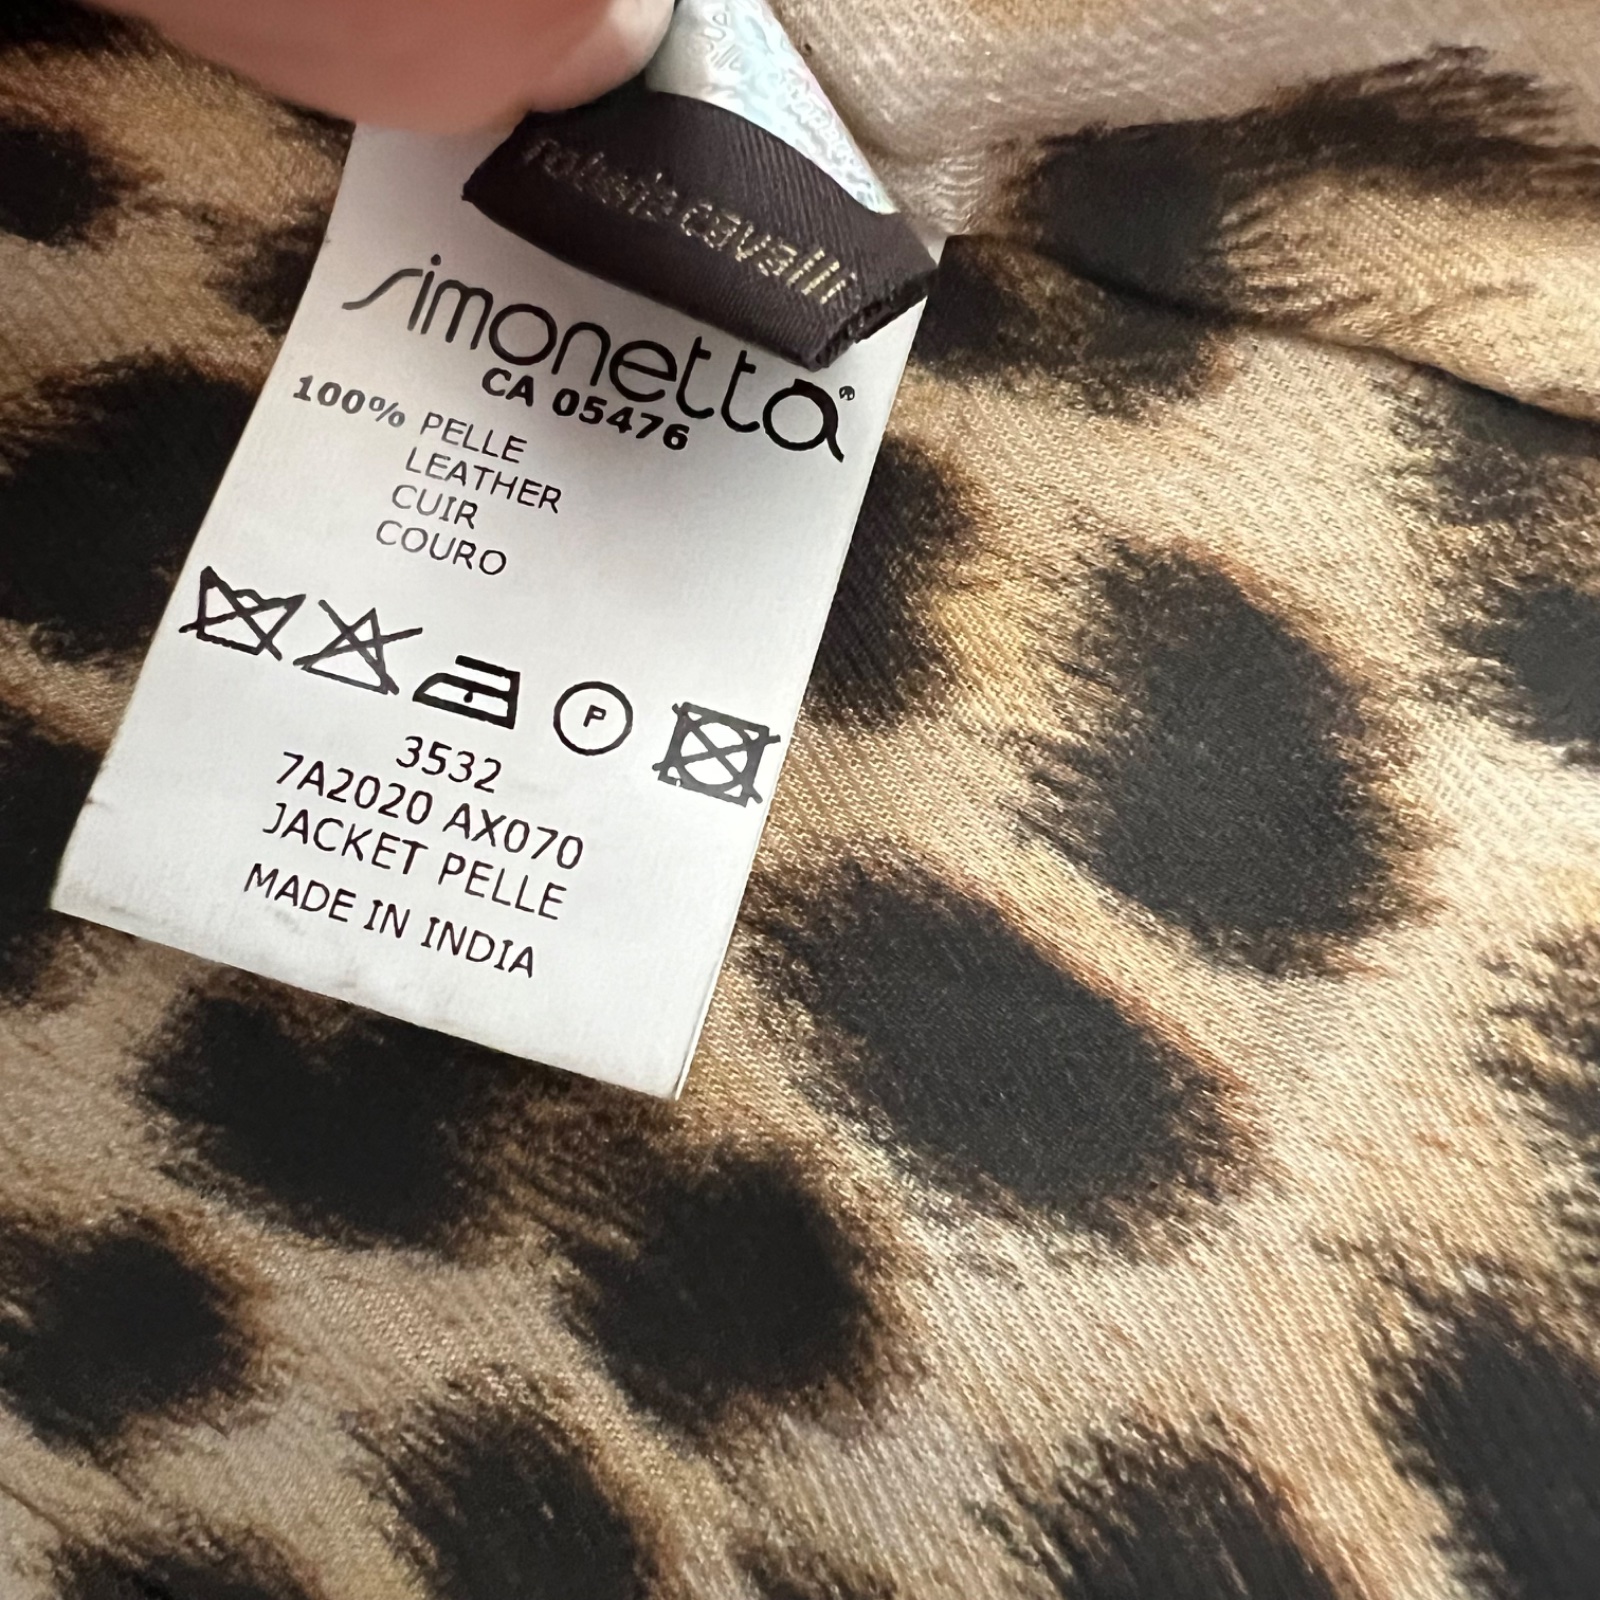 roberto cavalli
simonetta®
CA 05476
100% PELLE
LEATHER
CUIR
COURO
P
3532
7A2020 AX070
JACKET PELLE
MADE IN INDIA